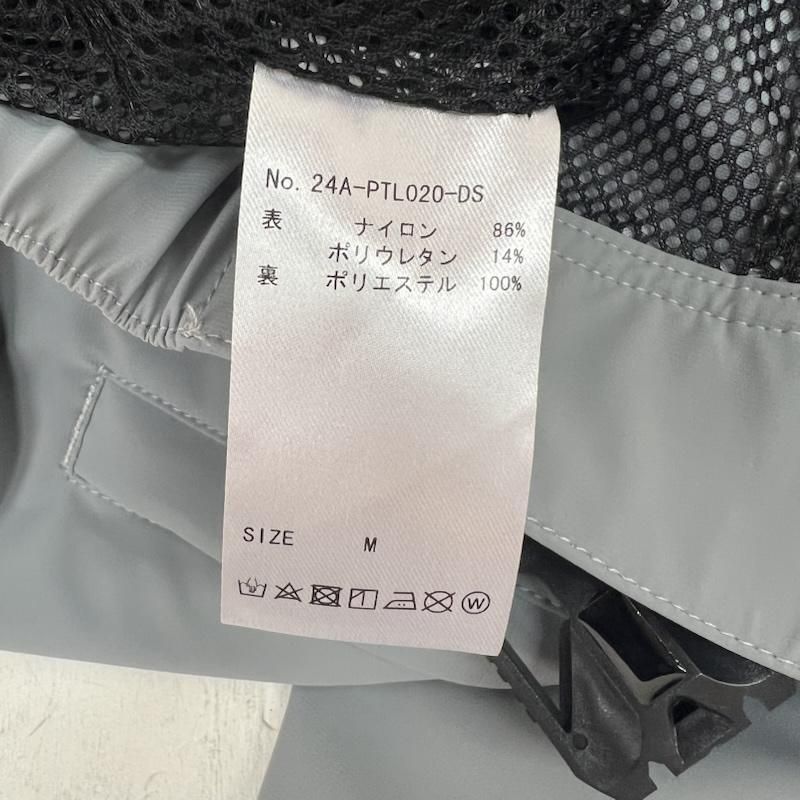 No. 24A-PTL020-DS
表 ナイロン 86%
ポリウレタン 14%
裏 ポリエステル 100%
SIZE M
W